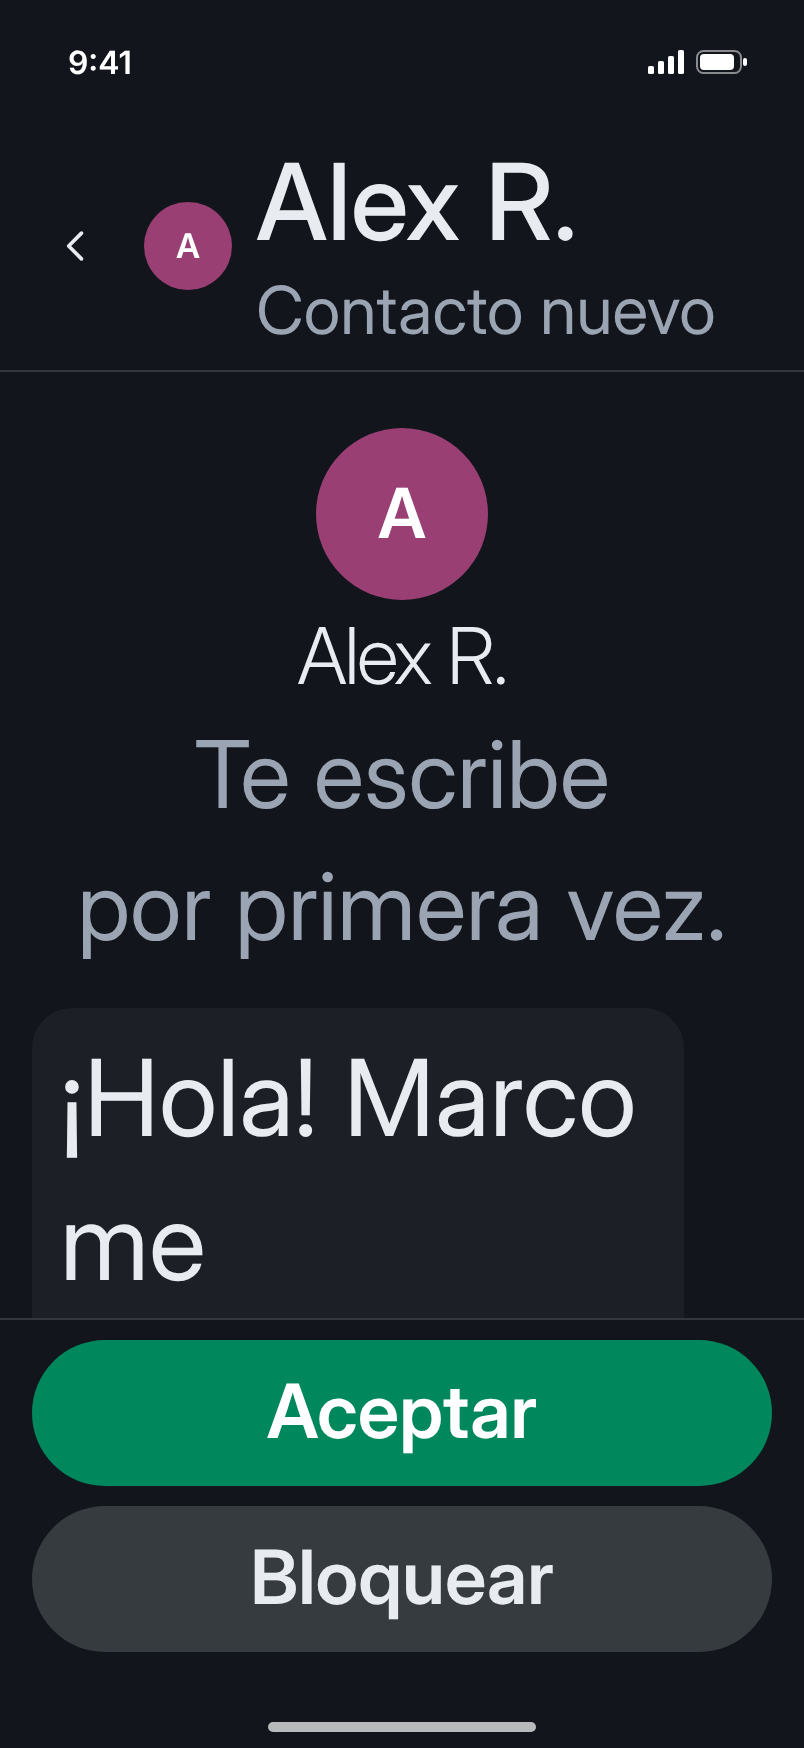 9:41
A
Alex R.
Contacto nuevo
A
Alex R.
Te escribe
por primera vez.
¡Hola! Marco
me
Aceptar
Bloquear